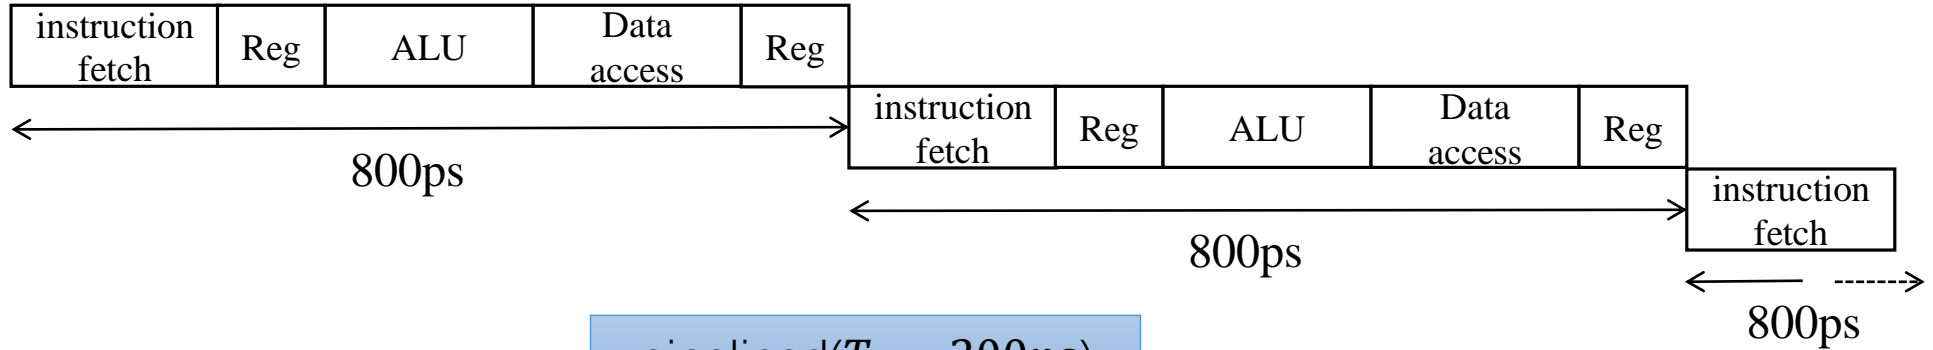 instruction
fetch
Reg
ALU
Data
access
Reg
800ps
instruction
fetch
Reg
ALU
Data
access
Reg
800ps
instruction
fetch
800ps